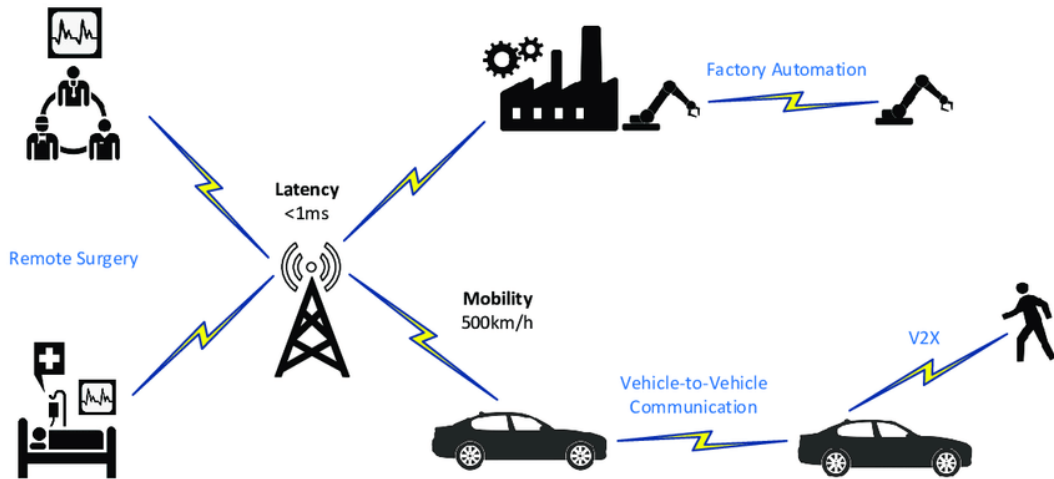 Factory Automation
Latency
<1ms
Remote Surgery
Mobility
500km/h
V2X
Vehicle-to-Vehicle
Communication